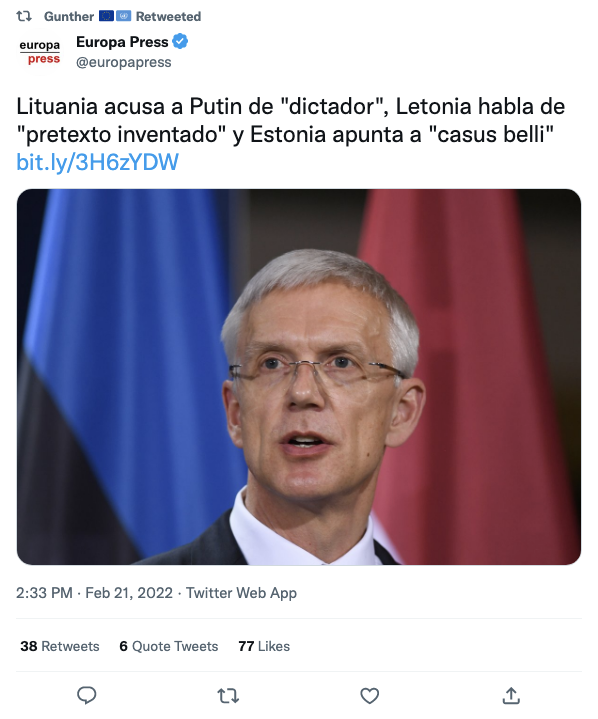 Gunther Retweeted
europa
press
Europa Press
@europapress
Lituania acusa a Putin de "dictador", Letonia habla de
"pretexto inventado" y Estonia apunta a "casus belli"
bit.ly/3H6zYDW
2:33 PM · Feb 21, 2022 · Twitter Web App
38 Retweets 6 Quote Tweets 77 Likes